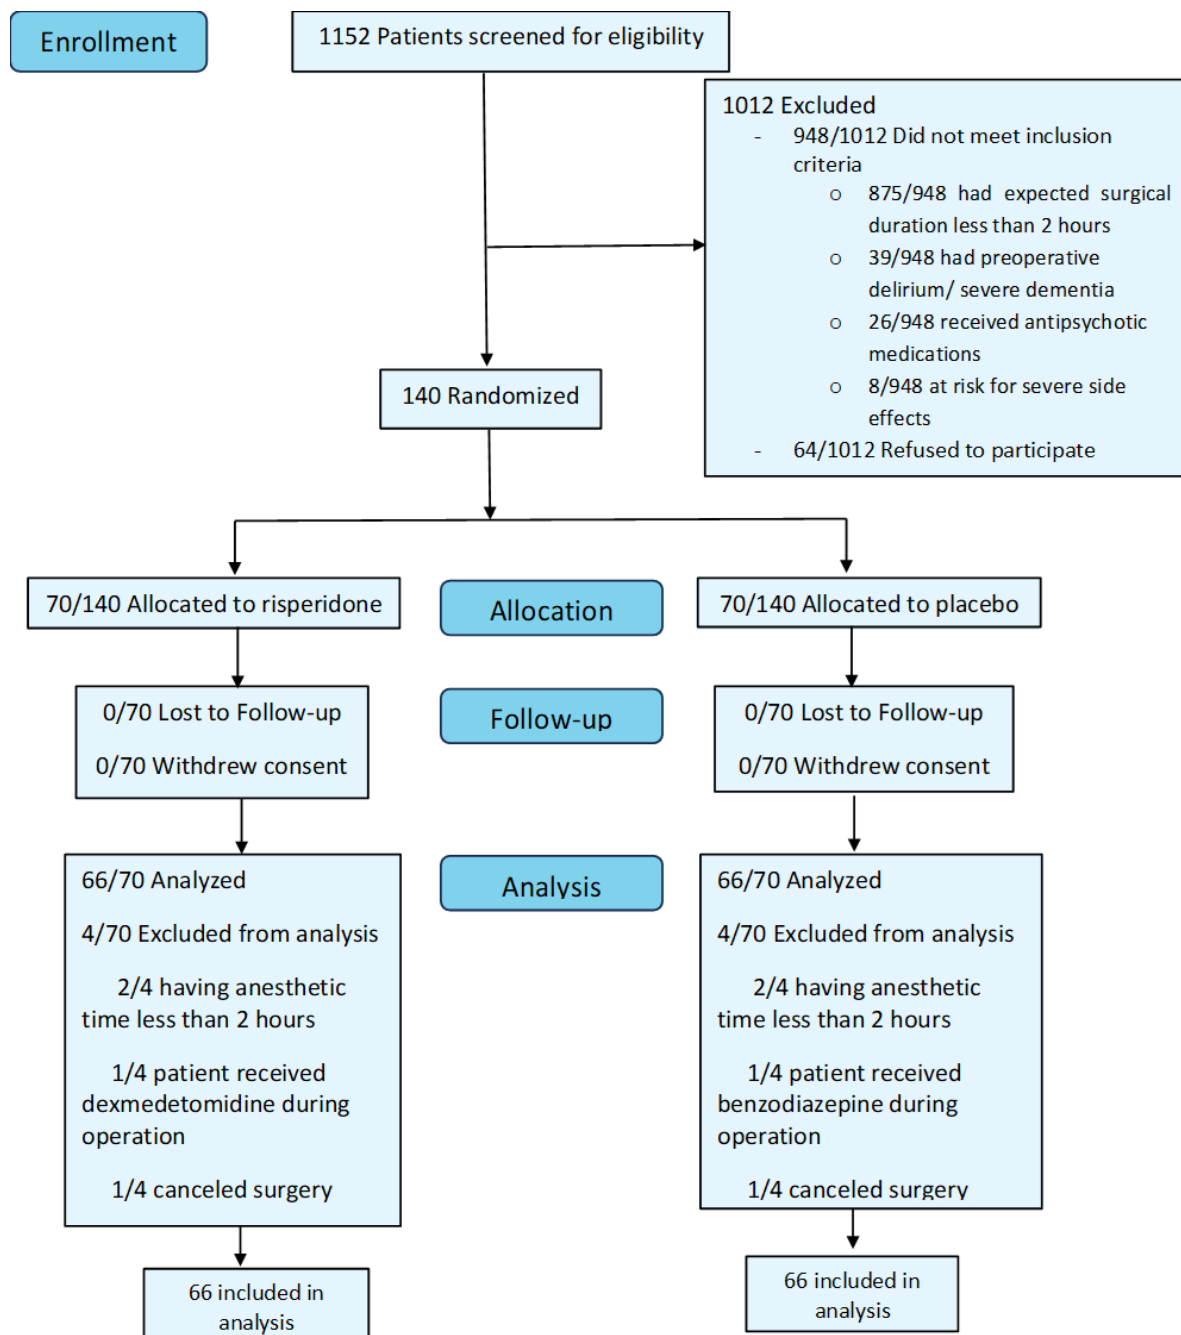 Enrollment
1152 Patients screened for eligibility
1012 Excluded
- 948/1012 Did not meet inclusion
criteria
o 875/948 had expected surgical
duration less than 2 hours
o 39/948 had preoperative
delirium/ severe dementia
o 26/948 received antipsychotic
medications
o 8/948 at risk for severe side
effects
- 64/1012 Refused to participate
140 Randomized
70/140 Allocated to risperidone
Allocation
70/140 Allocated to placebo
0/70 Lost to Follow-up
0/70 Withdrew consent
Follow-up
0/70 Lost to Follow-up
0/70 Withdrew consent
66/70 Analyzed
4/70 Excluded from analysis
2/4 having anesthetic
time less than 2 hours
1/4 patient received
dexmedetomidine during
operation
1/4 canceled surgery
Analysis
66/70 Analyzed
4/70 Excluded from analysis
2/4 having anesthetic
time less than 2 hours
1/4 patient received
benzodiazepine during
operation
1/4 canceled surgery
66 included in
analysis
66 included in
analysis